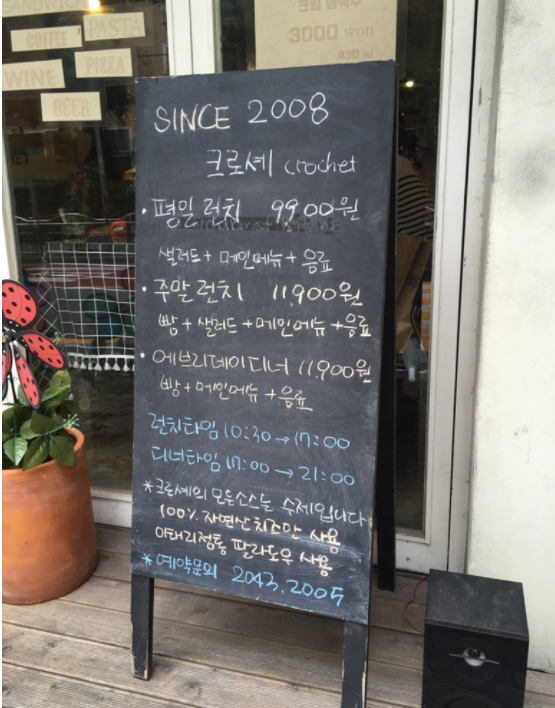 SANDWICH
COFFEE
PASTA
WINE
PIZZA
BEER
3000 won
430 ml
SINCE 2008
크로셰 crochet
· 평일런치 9,900원
샐러드 + 메인메뉴 + 음료
· 주말런치 11,900원
빵 + 샐러드 + 메인메뉴 + 음료
· 에브리데이디너 11,900원
빵 + 메인메뉴 + 음료
런치타임 10:30 → 17:00
디너타임 17:00 → 21:00
*크로셰의 모든소스는 수제입니다
100% 자연산치즈만 사용
이태리정통 팔라도우 사용
*예약문의 2043.2005